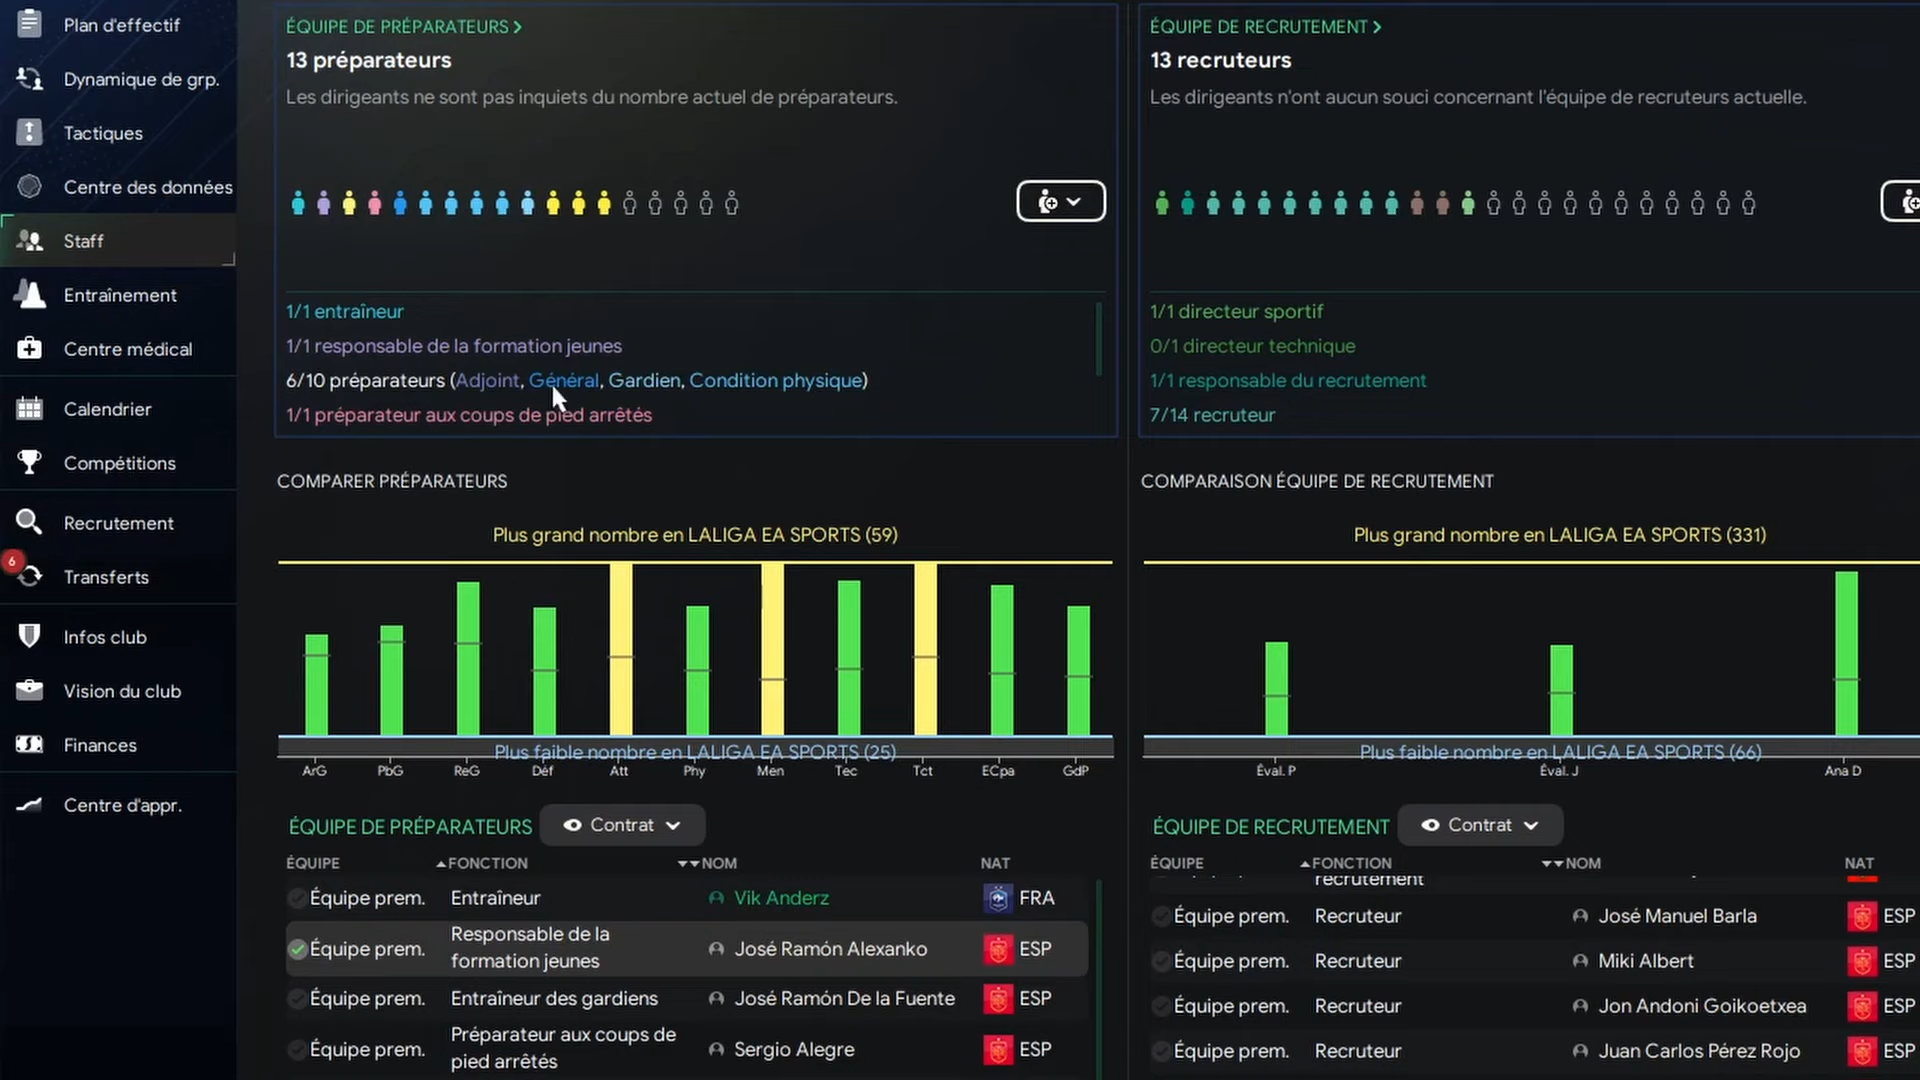 Plan d'effectif
Dynamique de grp.
Tactiques
Centre des données
Staff
Entraînement
Centre médical
Calendrier
Compétitions
Recrutement
6
Transferts
Infos club
Vision du club
Finances
Centre d'appr.
ÉQUIPE DE PRÉPARATEURS >
13 préparateurs
Les dirigeants ne sont pas inquiets du nombre actuel de préparateurs.
1/1 entraîneur
1/1 responsable de la formation jeunes
6/10 préparateurs (Adjoint, Général, Gardien, Condition physique)
1/1 préparateur aux coups de pied arrêtés
COMPARER PRÉPARATEURS
Plus grand nombre en LALIGA EA SPORTS (59)
Plus faible nombre en LALIGA EA SPORTS (25)
ArG PbG ReG Déf Att Phy Men Tec Tct ECpa GdP
ÉQUIPE DE PRÉPARATEURS Contrat
ÉQUIPE FONCTION NOM NAT
Équipe prem. Entraîneur Vik Anderz FRA
Équipe prem. Responsable de la formation jeunes José Ramón Alexanko ESP
Équipe prem. Entraîneur des gardiens José Ramón De la Fuente ESP
Équipe prem. Préparateur aux coups de pied arrêtés Sergio Alegre ESP
ÉQUIPE DE RECRUTEMENT >
13 recruteurs
Les dirigeants n'ont aucun souci concernant l'équipe de recruteurs actuelle.
1/1 directeur sportif
0/1 directeur technique
1/1 responsable du recrutement
7/14 recruteur
COMPARAISON ÉQUIPE DE RECRUTEMENT
Plus grand nombre en LALIGA EA SPORTS (331)
Plus faible nombre en LALIGA EA SPORTS (66)
Éval. P Éval. J Ana D
ÉQUIPE DE RECRUTEMENT Contrat
ÉQUIPE FONCTION NOM NAT
recrutement
Équipe prem. Recruteur José Manuel Barla ESP
Équipe prem. Recruteur Miki Albert ESP
Équipe prem. Recruteur Jon Andoni Goikoetxea ESP
Équipe prem. Recruteur Juan Carlos Pérez Rojo ESP